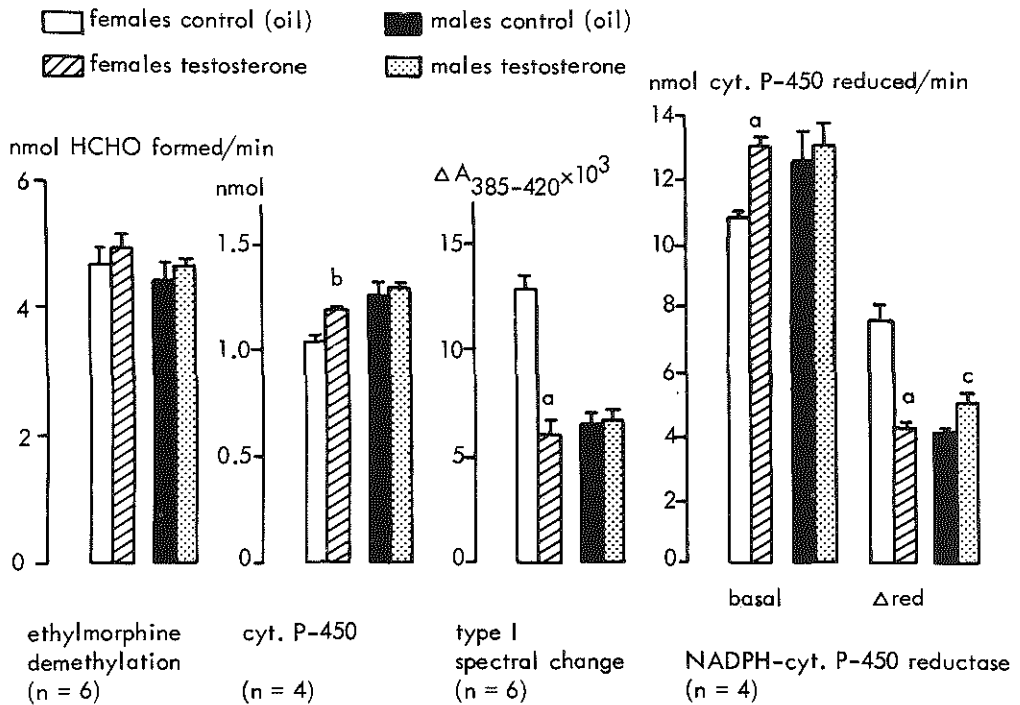 females control (oil)
males control (oil)
females testosterone
males testosterone
nmol HCHO formed/min
6
4
2
0
ethylmorphine
demethylation
(n = 6)
nmol
1.5
1.0
0.5
0
b
cyt. P-450
(n = 4)
ΔA385-420×10³
15
10
5
0
a
type I
spectral change
(n = 6)
nmol cyt. P-450 reduced/min
14
12
10
8
6
4
2
0
a
a
c
basal
Δred
NADPH-cyt. P-450 reductase
(n = 4)